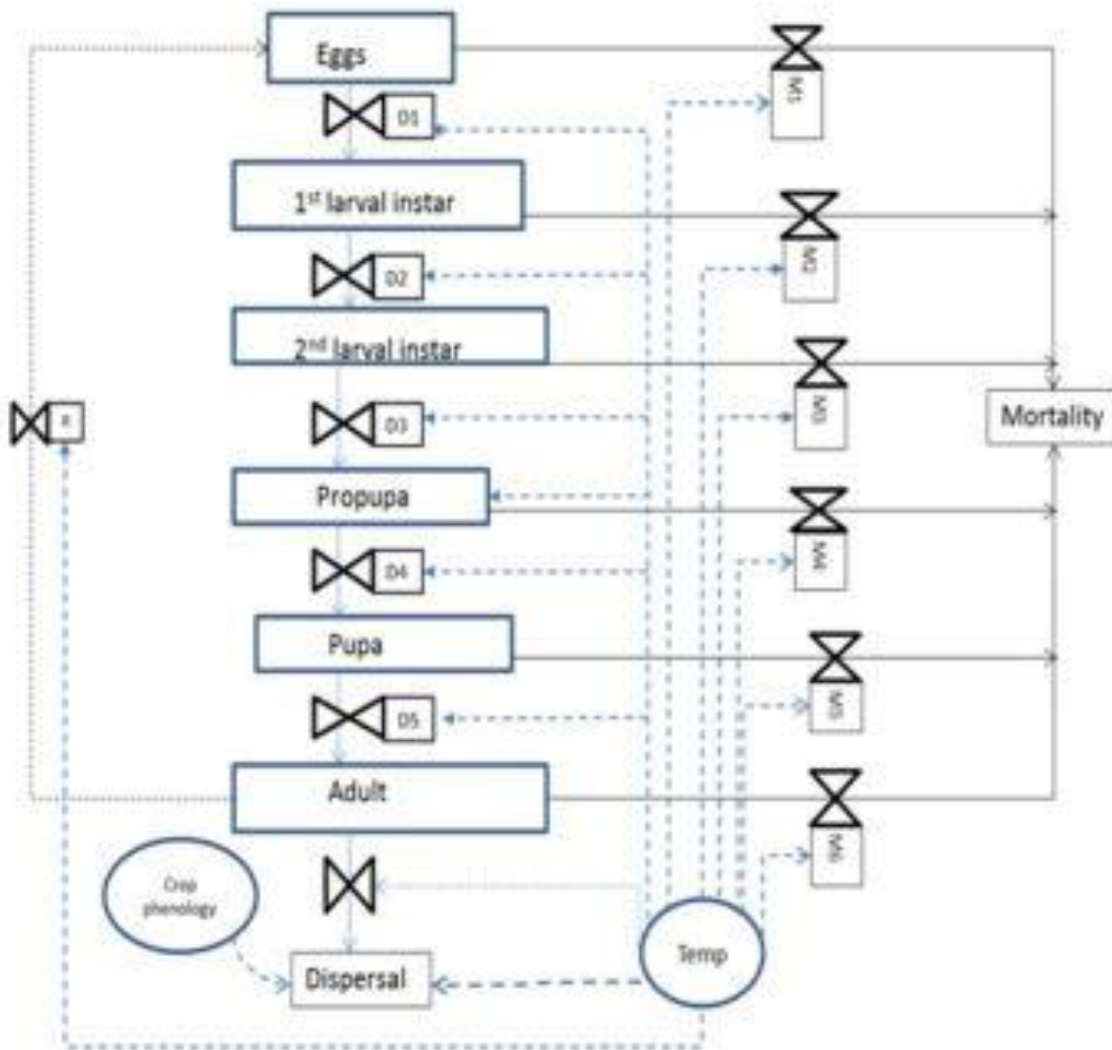 Eggs
M1
D1
1st larval instar
M2
D2
2nd larval instar
M3
D3
R
Mortality
Propupa
M4
D4
Pupa
M5
D5
Adult
M6
Crop
phenology
Temp
Dispersal